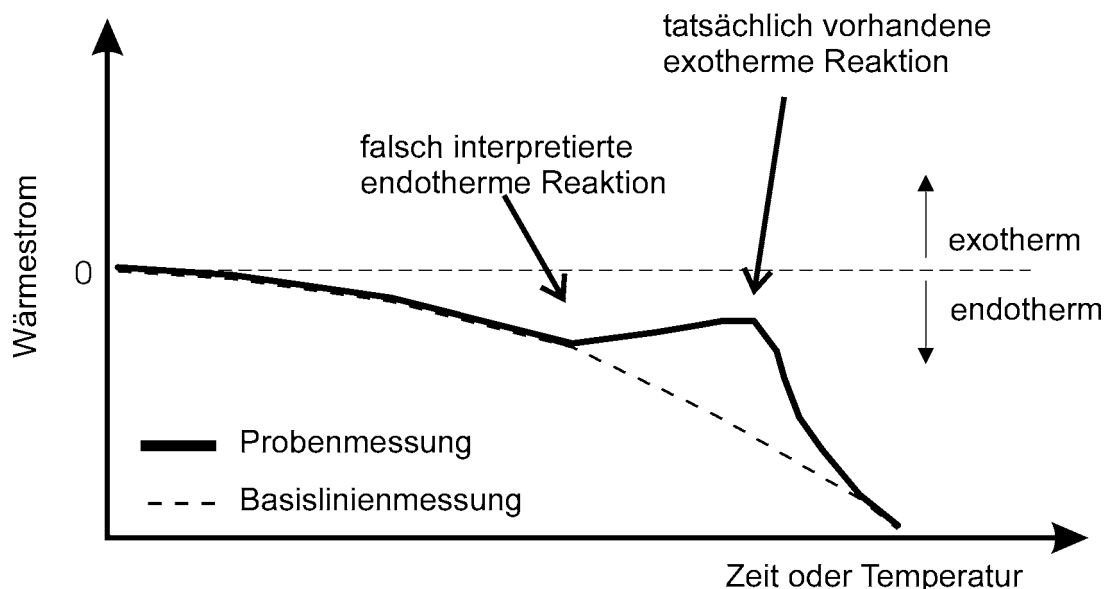 tatsächlich vorhandene
exotherme Reaktion
falsch interpretierte
endotherme Reaktion
Wärmestrom
0
exotherm
endotherm
Probenmessung
Basislinienmessung
Zeit oder Temperatur